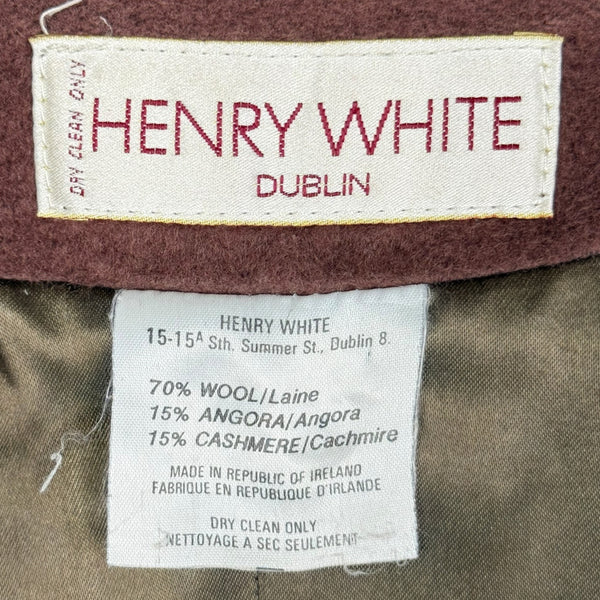 DRY CLEAN ONLY
HENRY WHITE
DUBLIN
HENRY WHITE
15-15A Sth. Summer St., Dublin 8.
70% WOOL/Laine
15% ANGORA/Angora
15% CASHMERE/Cachmire
MADE IN REPUBLIC OF IRELAND
FABRIQUE EN REPUBLIQUE D'IRLANDE
DRY CLEAN ONLY
NETTOYAGE A SEC SEULEMENT